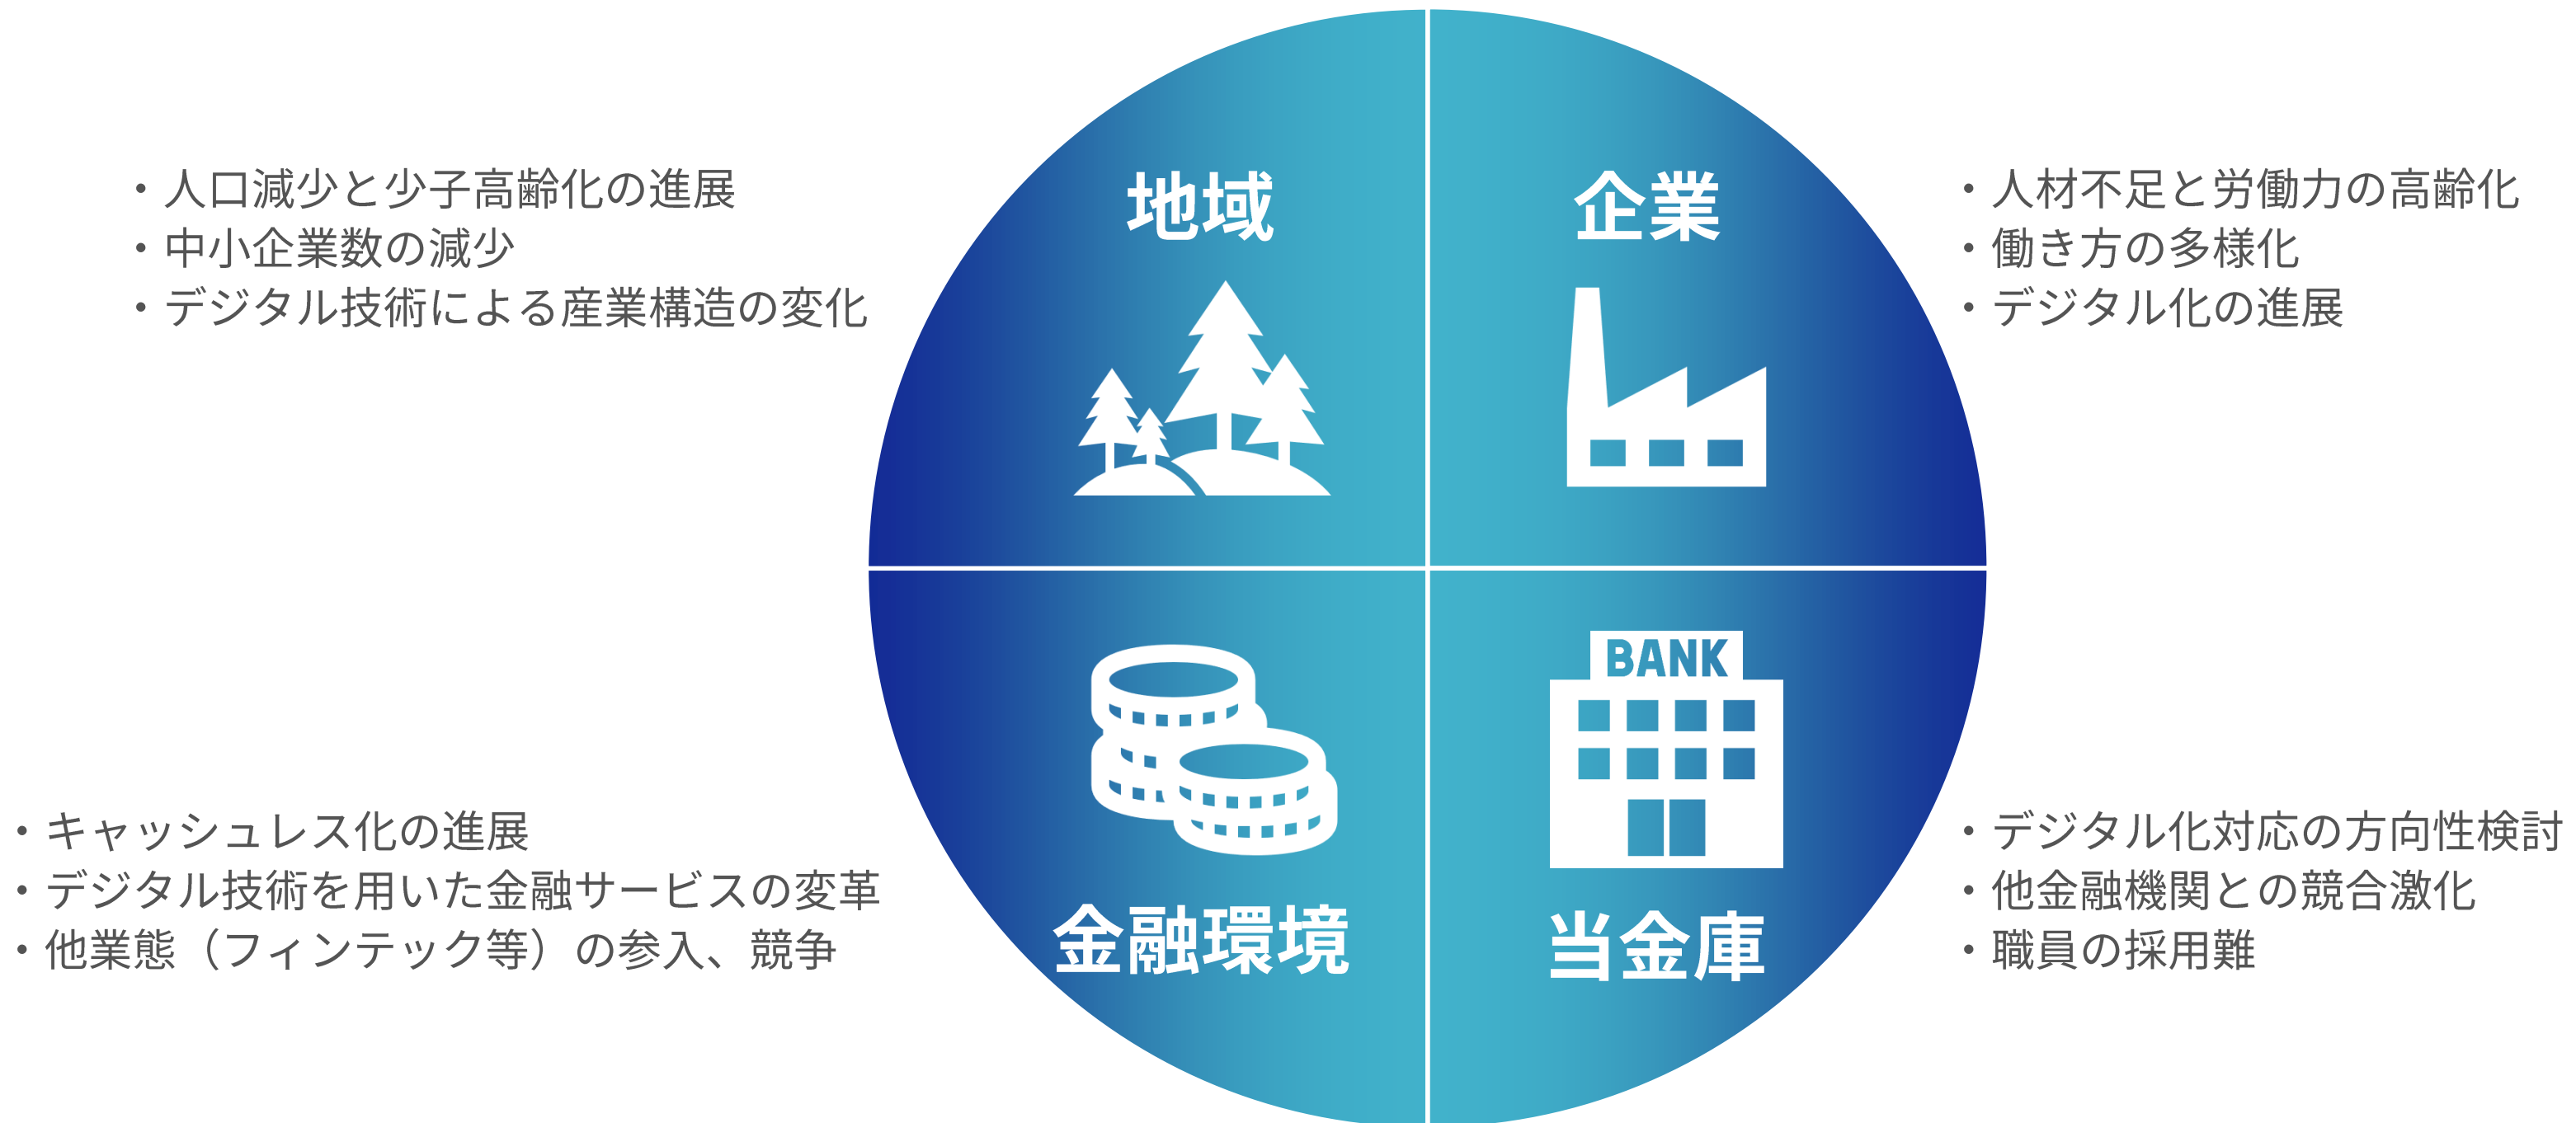 地域
・人口減少と少子高齢化の進展
・中小企業数の減少
・デジタル技術による産業構造の変化
企業
・人材不足と労働力の高齢化
・働き方の多様化
・デジタル化の進展
金融環境
・キャッシュレス化の進展
・デジタル技術を用いた金融サービスの変革
・他業態（フィンテック等）の参入、競争
BANK
当金庫
・デジタル化対応の方向性検討
・他金融機関との競合激化
・職員の採用難